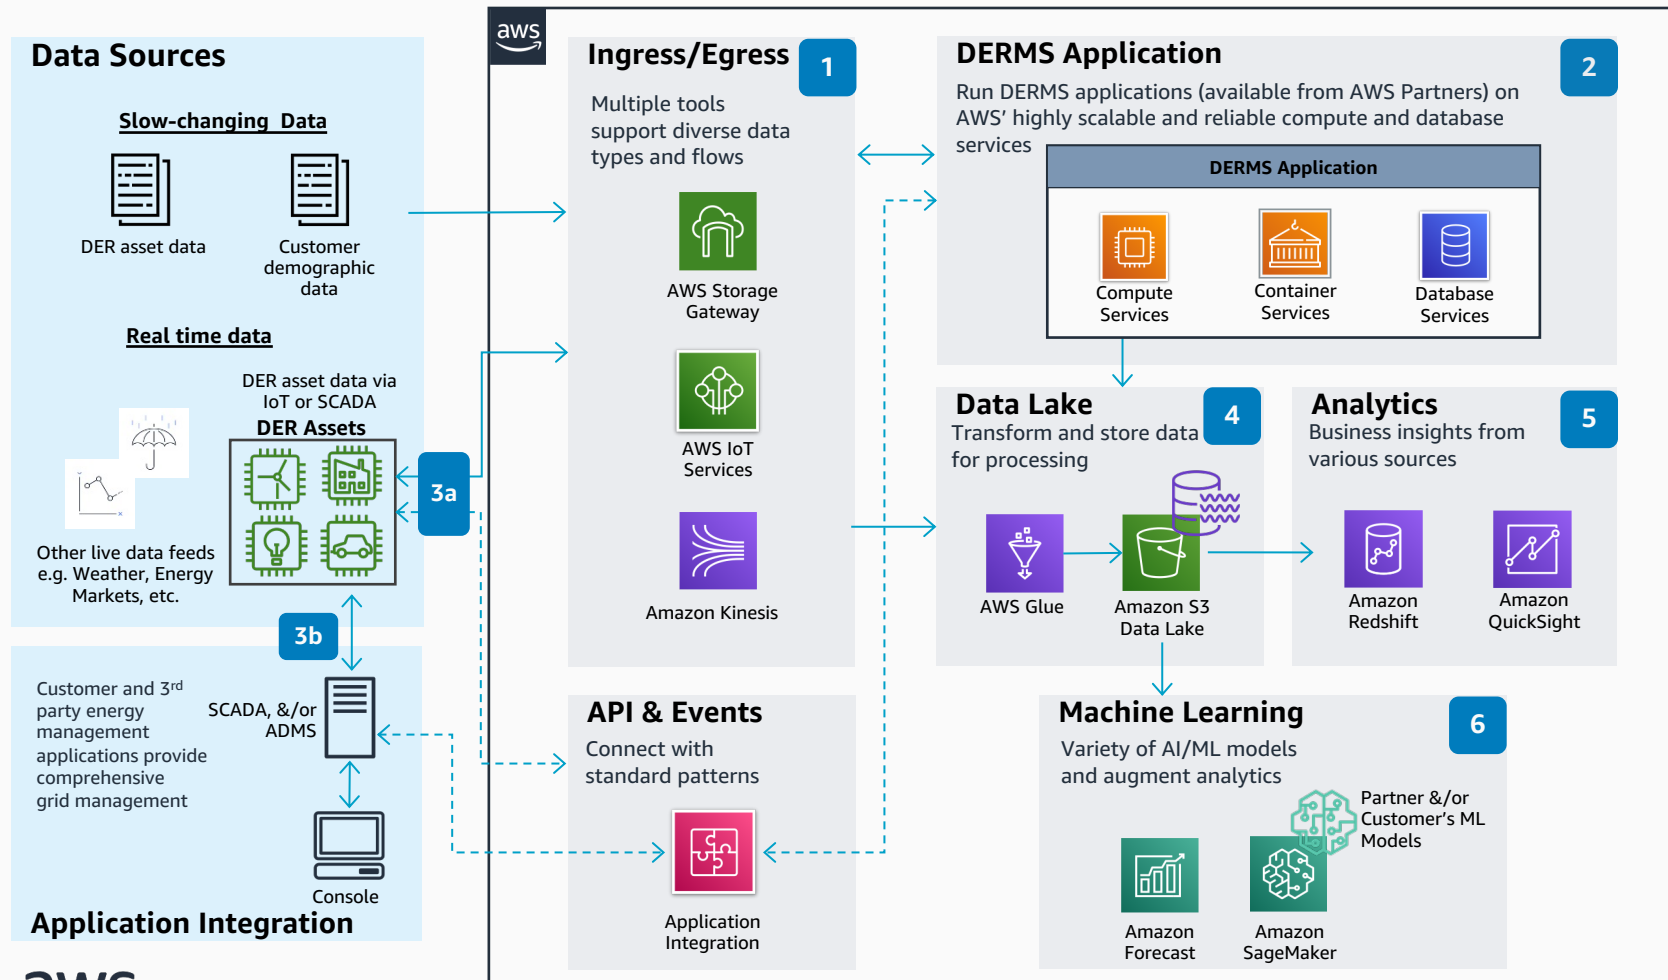 Data Sources
Slow-changing Data
DER asset data
Customer
demographic
data
Real time data
DER asset data via
IoT or SCADA
DER Assets
Other live data feeds
e.g. Weather, Energy
Markets, etc.
3a
3b
Customer and 3rd
party energy
management
applications provide
comprehensive
grid management
SCADA, &/or
ADMS
Console
Application Integration
aws
aws
Ingress/Egress
1
Multiple tools
support diverse data
types and flows
AWS Storage
Gateway
AWS IoT
Services
Amazon Kinesis
API & Events
Connect with
standard patterns
Application
Integration
DERMS Application
2
Run DERMS applications (available from AWS Partners) on
AWS’ highly scalable and reliable compute and database
services
DERMS Application
Compute
Services
Container
Services
Database
Services
Data Lake
4
Transform and store data
for processing
AWS Glue
Amazon S3
Data Lake
Analytics
5
Business insights from
various sources
Amazon
Redshift
Amazon
QuickSight
Machine Learning
6
Variety of AI/ML models
and augment analytics
Partner &/or
Customer’s ML
Models
Amazon
Forecast
Amazon
SageMaker